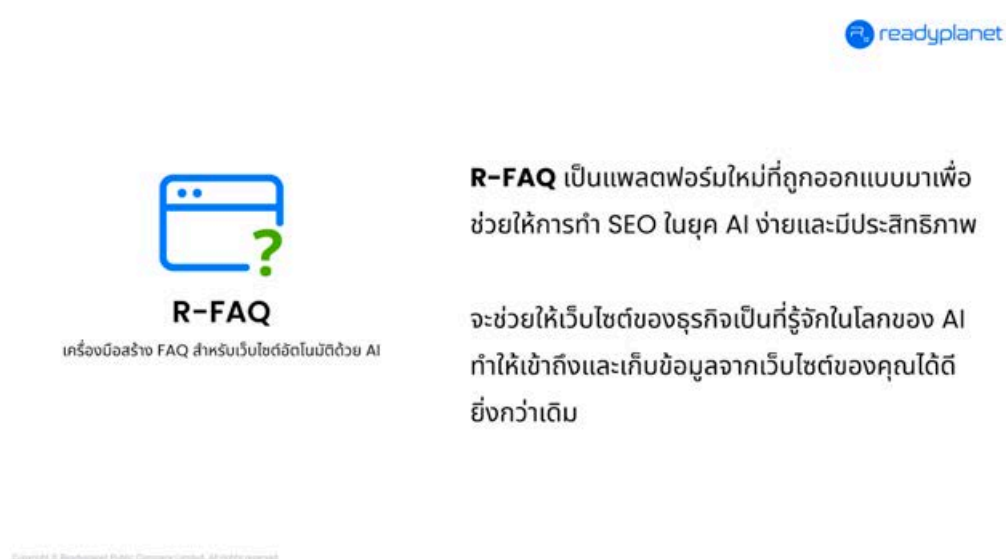 readyplanet
R-FAQ เป็นแพลตฟอร์มใหม่ที่ถูกออกแบบมาเพื่อ
ช่วยให้การทำ SEO ในยุค AI ง่ายและมีประสิทธิภาพ
?
R-FAQ
เครื่องมือสร้าง FAQ สำหรับเว็บไซต์อัตโนมัติด้วย AI
จะช่วยให้เว็บไซต์ของธุรกิจเป็นที่รู้จักในโลกของ AI
ทำให้เข้าถึงและเก็บข้อมูลจากเว็บไซต์ของคุณได้ดี
ยิ่งกว่าเดิม
Copyright © Readyplanet Public Company Limited. All rights reserved.